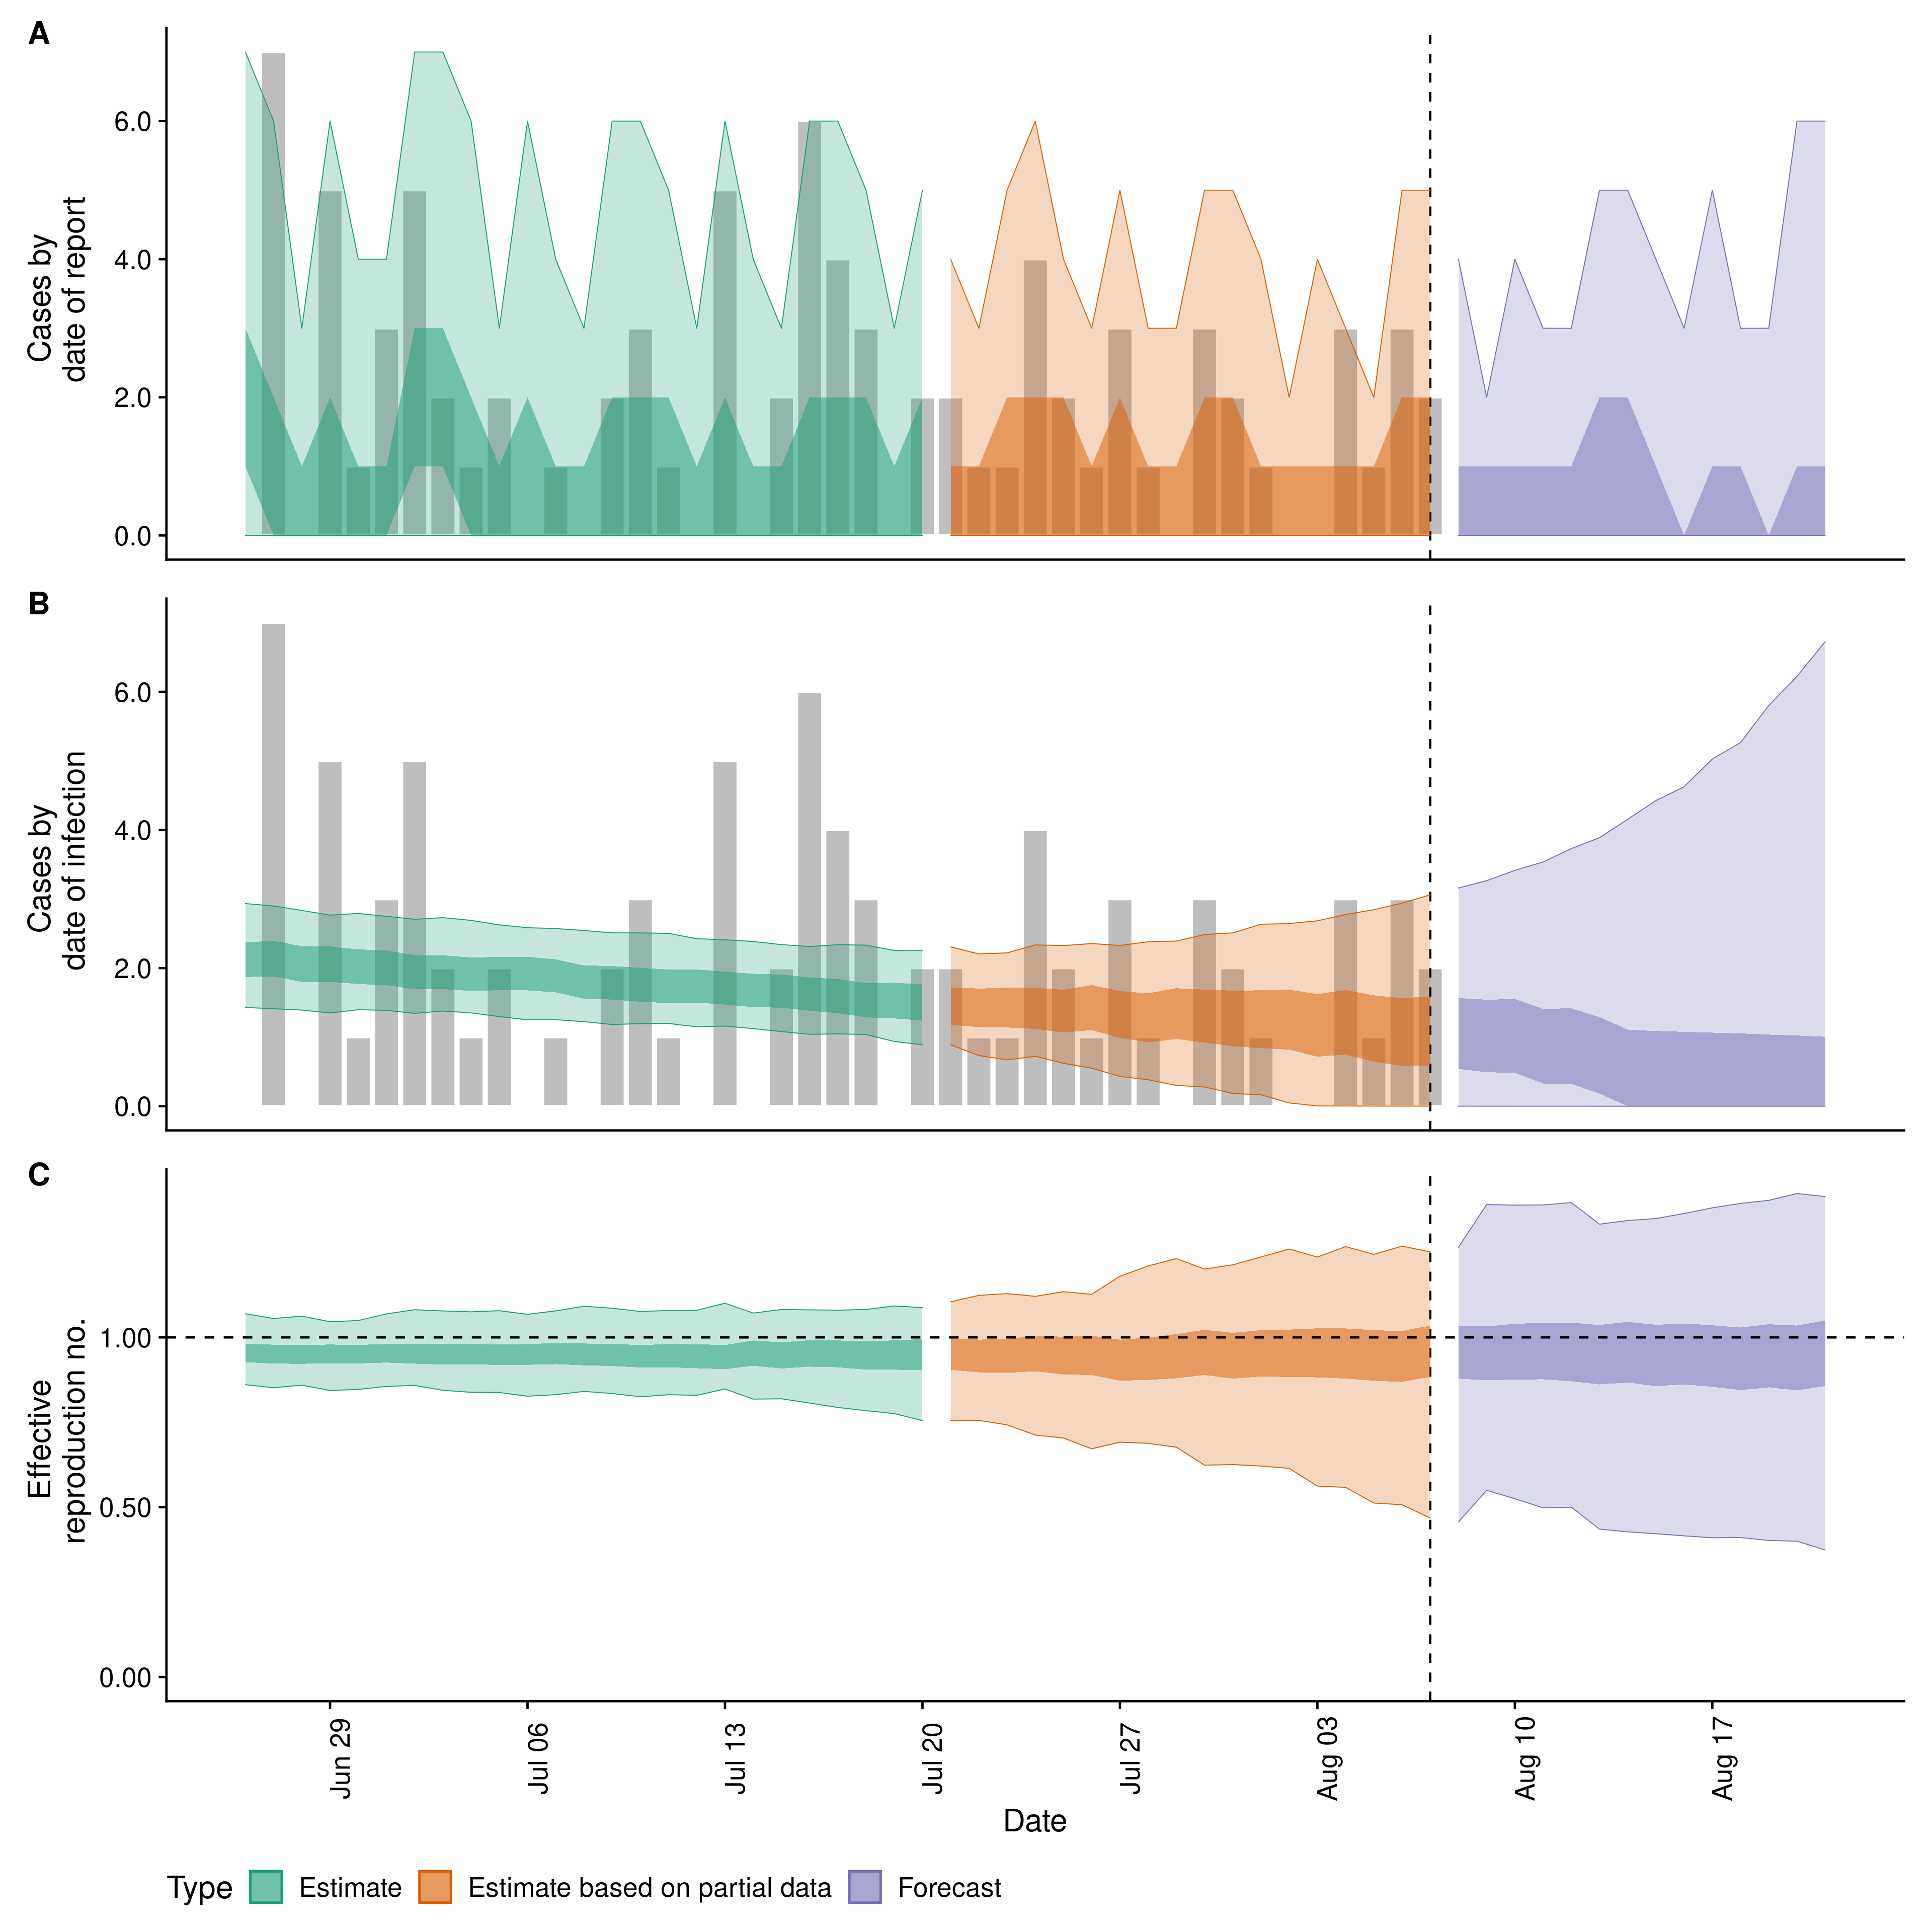 A
6.0
4.0
2.0
0.0
Cases by
date of report
B
6.0
4.0
2.0
0.0
Cases by
date of infection
C
1.00
0.50
0.00
Effective
reproduction no.
Jun 29
Jul 06
Jul 13
Jul 20
Jul 27
Aug 03
Aug 10
Aug 17
Date
Type Estimate Estimate based on partial data Forecast